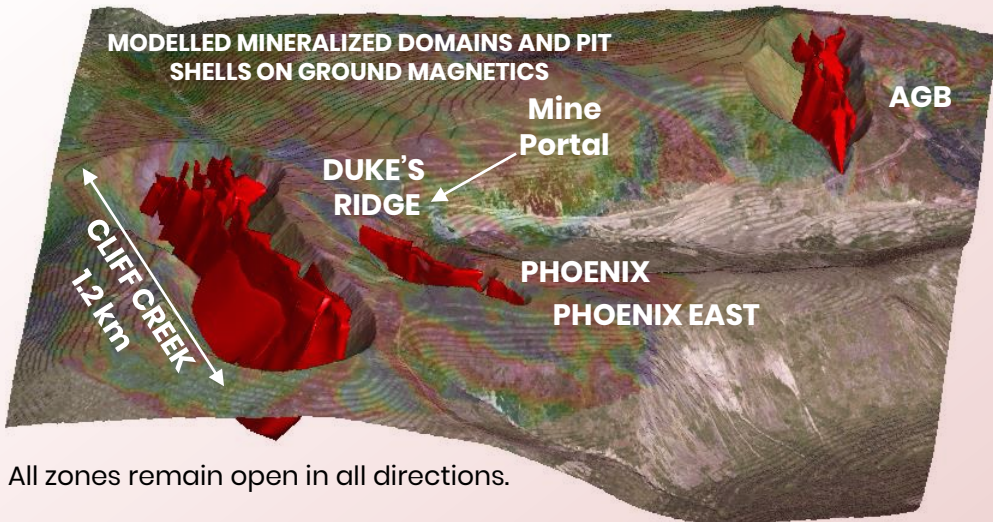 MODELLED MINERALIZED DOMAINS AND PIT
SHELLS ON GROUND MAGNETICS
AGB
Mine
Portal
DUKE’S
RIDGE
CLIFF CREEK
1.2 km
PHOENIX
PHOENIX EAST
All zones remain open in all directions.